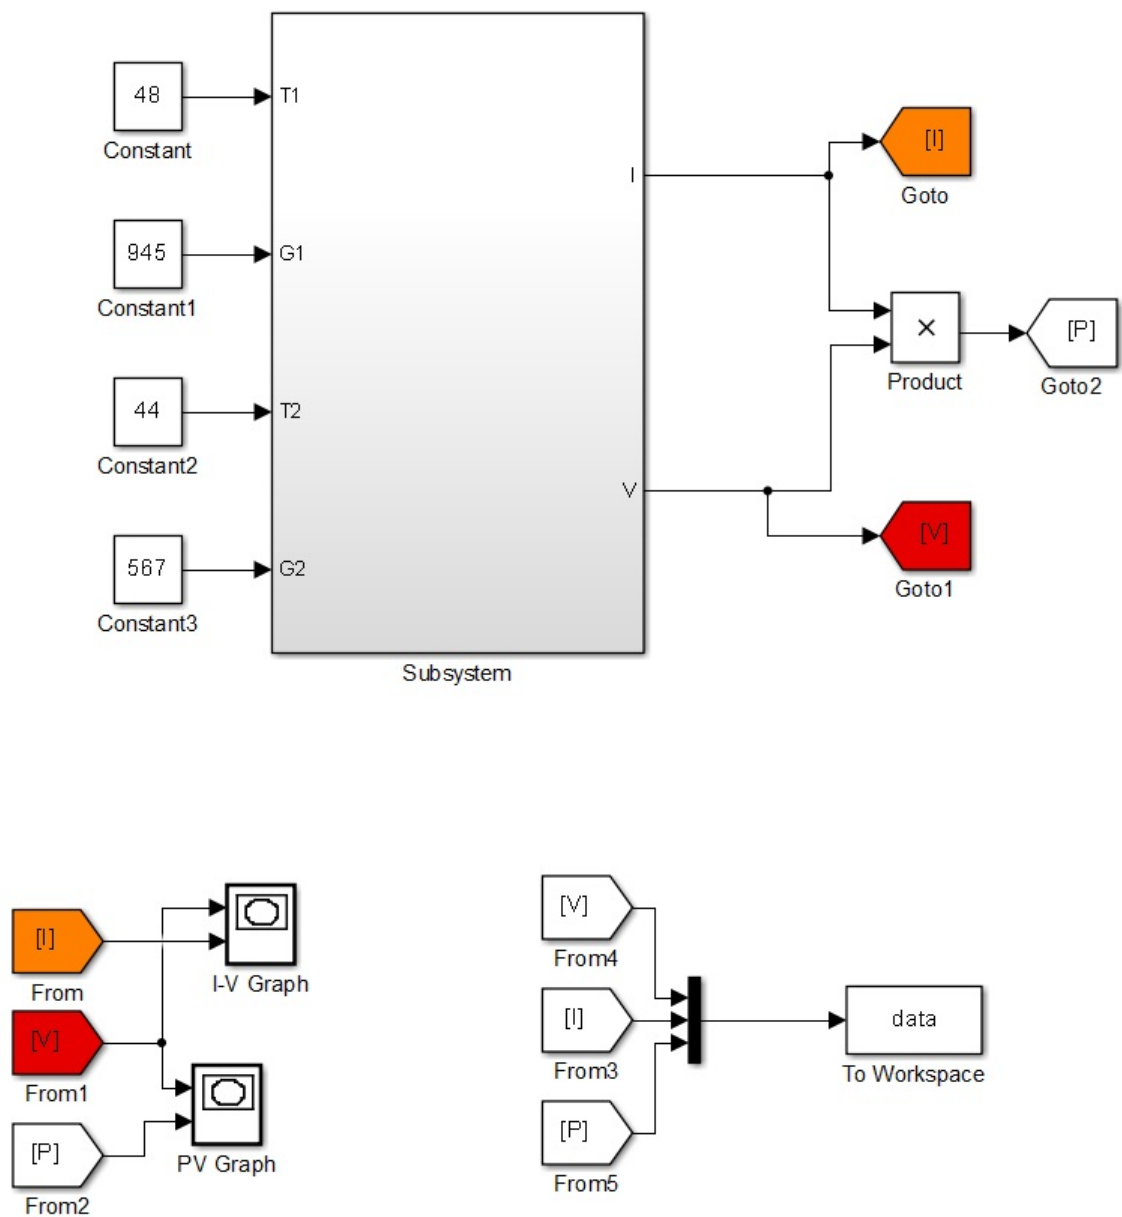 48
T1
Constant
[I]
I
Goto
945
G1
Constant1
×
[P]
Product
Goto2
44
T2
Constant2
V
[V]
Goto1
567
G2
Constant3
Subsystem
[I]
From
I-V Graph
[V]
From1
[P]
From2
PV Graph
[V]
From4
[I]
From3
[P]
From5
data
To Workspace